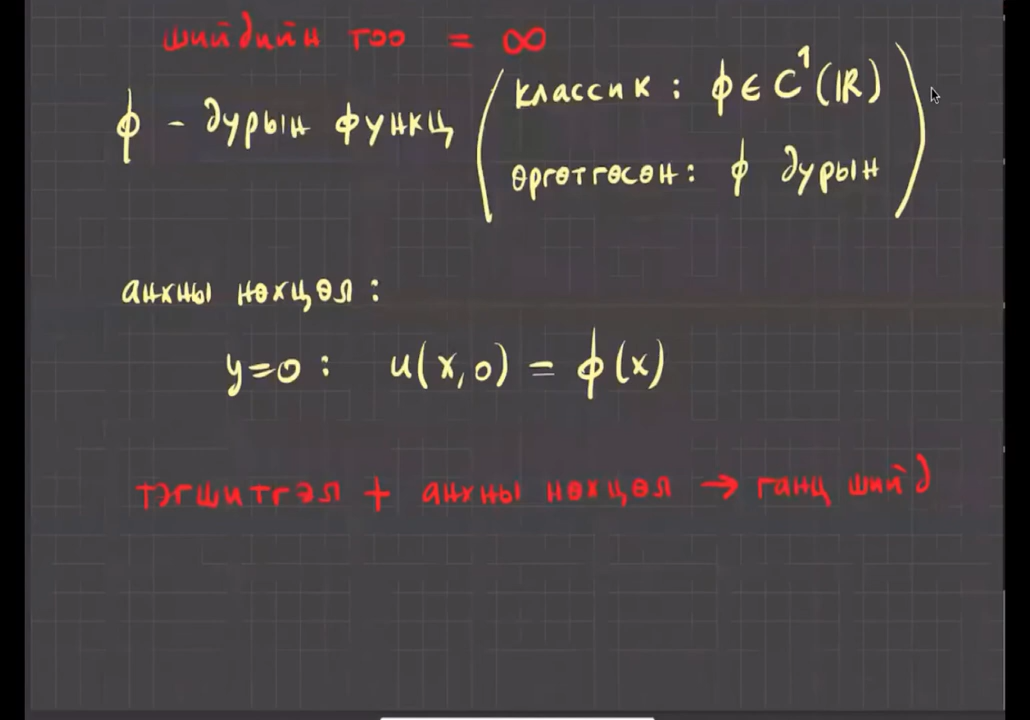 шийдийн тоо = ∞
ϕ - дурын функц ( классик : ϕ ∈ C¹(ℝ)
өргөтгөсөн : ϕ дурын )
анхны нөхцөл :
y=0 : u(x,0) = ϕ(x)
тэгшитгэл + анхны нөхцөл → ганц шийд